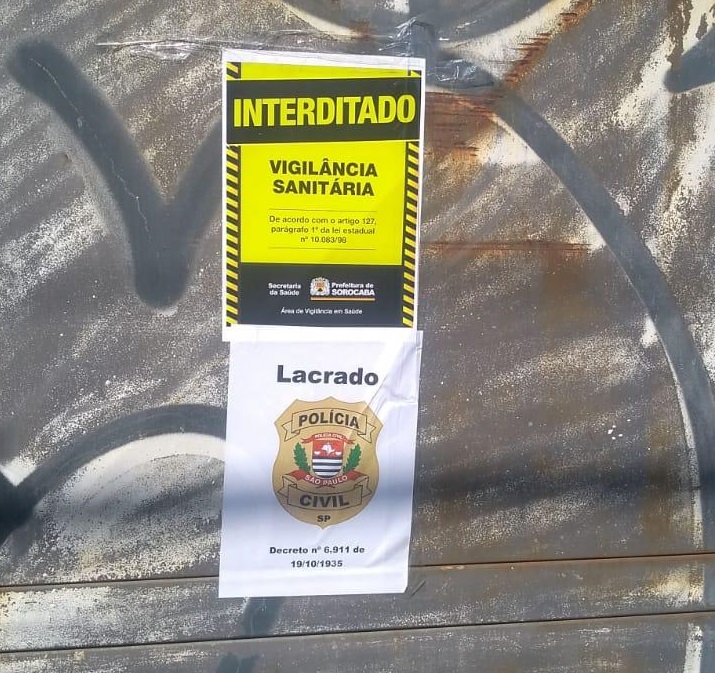 INTERDITADO
VIGILÂNCIA
SANITÁRIA
De acordo com o artigo 127,
parágrafo 1º da lei estadual
nº 10.083/98
Secretaria
da Saúde
Prefeitura de
SOROCABA
Área de Vigilância em Saúde
Lacrado
POLÍCIA
POLÍCIA CIVIL
SÃO PAULO
CIVIL
SP
Decreto nº 6.911 de
19/10/1935